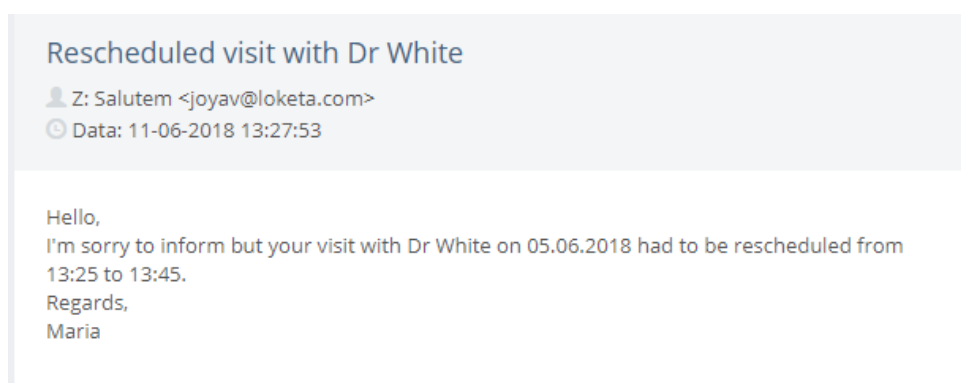 Rescheduled visit with Dr White
Z: Salutem <joyav@loketa.com>
Data: 11-06-2018 13:27:53
Hello,
I'm sorry to inform but your visit with Dr White on 05.06.2018 had to be rescheduled from
13:25 to 13:45.
Regards,
Maria